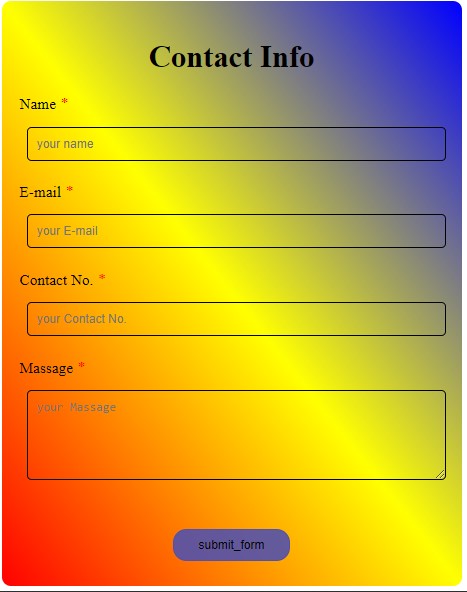 Contact Info
Name *
your name
E-mail *
your E-mail
Contact No. *
your Contact No.
Massage *
your Massage
submit_form